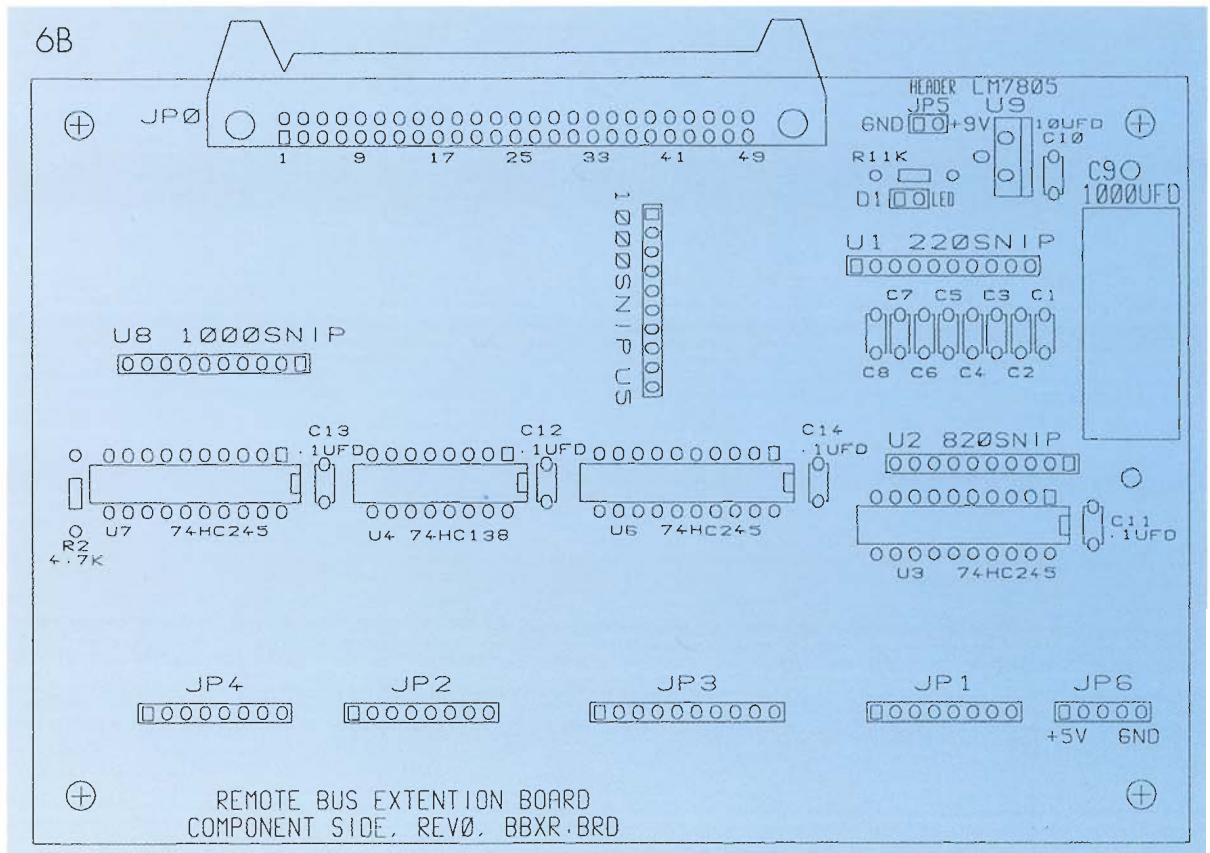 6B
HEADER LM7805
JP0
JP5 U9
GND +9V
10UFD
C10
1 9 17 25 33 41 49
R1 1K
C9
1000UFD
D1 LED
1000SNIP U5
U1 220SNIP
C7 C5 C3 C1
U8 1000SNIP
C8 C6 C4 C2
C13
.1UFD
C12
.1UFD
C14
.1UFD
U2 820SNIP
U7 74HC245
U4 74HC138
U6 74HC245
C11
.1UFD
R2
4.7K
U3 74HC245
JP4 JP2 JP3 JP1 JP6
+5V GND
REMOTE BUS EXTENTION BOARD
COMPONENT SIDE, REV0, BBXR.BRD